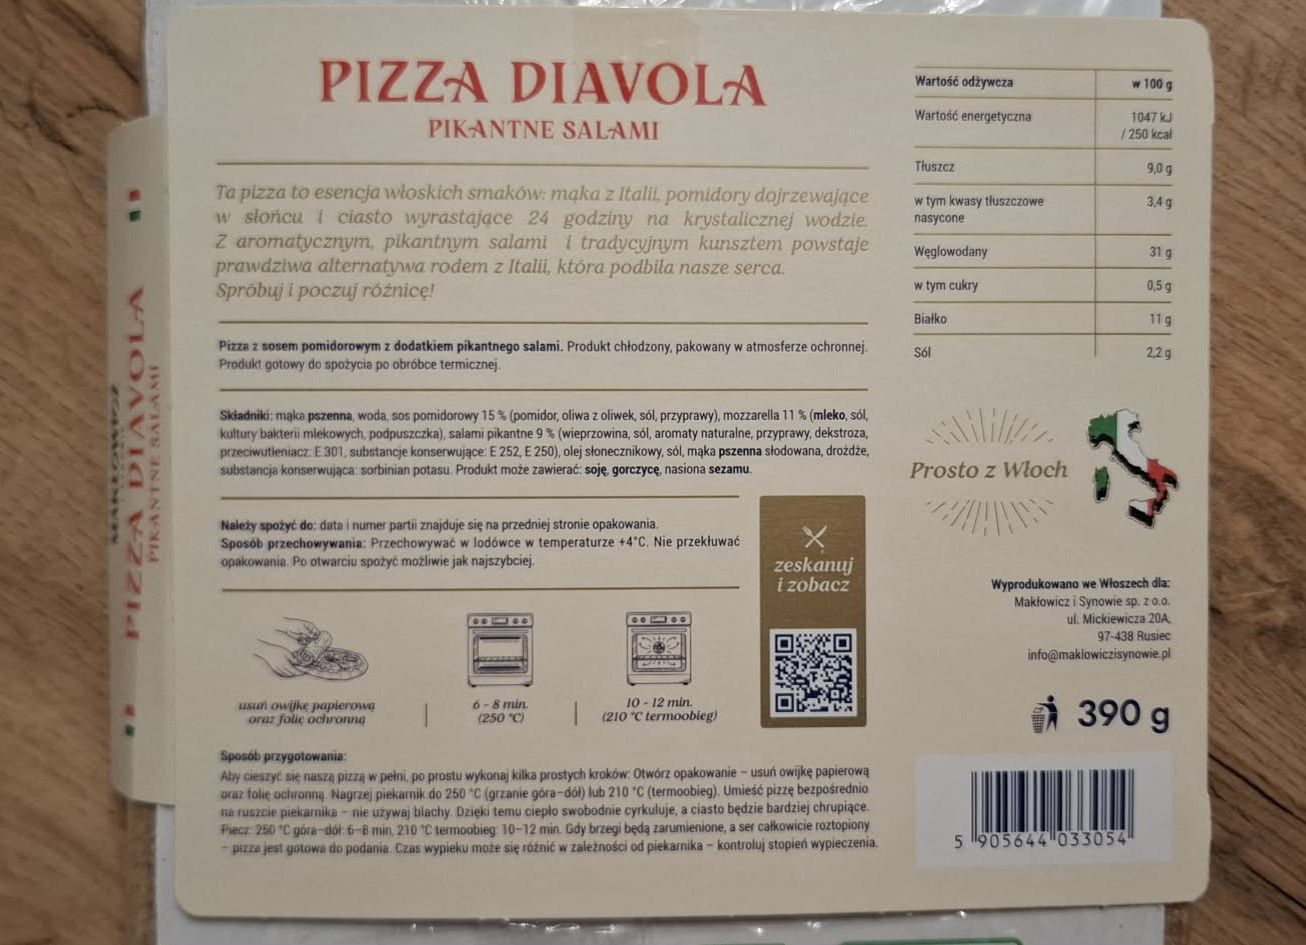 PIZZA DIAVOLA
PIKANTNE SALAMI
Ta pizza to esencja włoskich smaków: mąka z Italii, pomidory dojrzewające
w słońcu i ciasto wyrastające 24 godziny na krystalicznej wodzie.
Z aromatycznym, pikantnym salami i tradycyjnym kunsztem powstaje
prawdziwa alternatywa rodem z Italii, która podbiła nasze serca.
Spróbuj i poczuj różnicę!
Pizza z sosem pomidorowym z dodatkiem pikantnego salami. Produkt chłodzony, pakowany w atmosferze ochronnej.
Produkt gotowy do spożycia po obróbce termicznej.
Składniki: mąka pszenna, woda, sos pomidorowy 15 % (pomidor, oliwa z oliwek, sól, przyprawy), mozzarella 11 % (mleko, sól,
kultury bakterii mlekowych, podpuszczka), salami pikantne 9 % (wieprzowina, sól, aromaty naturalne, przyprawy, dekstroza,
przeciwutleniacz: E 301, substancje konserwujące: E 252, E 250), olej słonecznikowy, sól, mąka pszenna słodowana, drożdże,
substancja konserwująca: sorbinian potasu. Produkt może zawierać: soję, gorczycę, nasiona sezamu.
Należy spożyć do: data i numer partii znajduje się na przedniej stronie opakowania.
Sposób przechowywania: Przechowywać w lodówce w temperaturze +4°C. Nie przekłuwać
opakowania. Po otwarciu spożyć możliwie jak najszybciej.
zeskanuj
i zobacz
usuń owijkę papierową
oraz folię ochronną
6 - 8 min.
(250 °C)
10 - 12 min.
(210 °C termoobieg)
Sposób przygotowania:
Aby cieszyć się naszą pizzą w pełni, po prostu wykonaj kilka prostych kroków: Otwórz opakowanie – usuń owijkę papierową
oraz folię ochronną. Nagrzej piekarnik do 250 °C (grzanie góra–dół) lub 210 °C (termoobieg). Umieść pizzę bezpośrednio
na ruszcie piekarnika – nie używaj blachy. Dzięki temu ciepło swobodnie cyrkuluje, a ciasto będzie bardziej chrupiące.
Piecz: 250 °C góra–dół: 6–8 min, 210 °C termoobieg: 10–12 min. Gdy brzegi będą zarumienione, a ser całkowicie roztopiony
– pizza jest gotowa do podania. Czas wypieku może się różnić w zależności od piekarnika – kontroluj stopień wypieczenia.
Wartość odżywcza w 100 g
Wartość energetyczna 1047 kJ
/ 250 kcal
Tłuszcz 9,0 g
w tym kwasy tłuszczowe
nasycone 3,4 g
Węglowodany 31 g
w tym cukry 0,5 g
Białko 11 g
Sól 2,2 g
Prosto z Włoch
Wyprodukowano we Włoszech dla:
Makłowicz i Synowie sp. z o.o.
ul. Mickiewicza 20A,
97-438 Rusiec
info@maklowiczisynowie.pl
390 g
5 905644 033054
MAKŁOWICZ
PIZZA DIAVOLA
PIKANTNE SALAMI